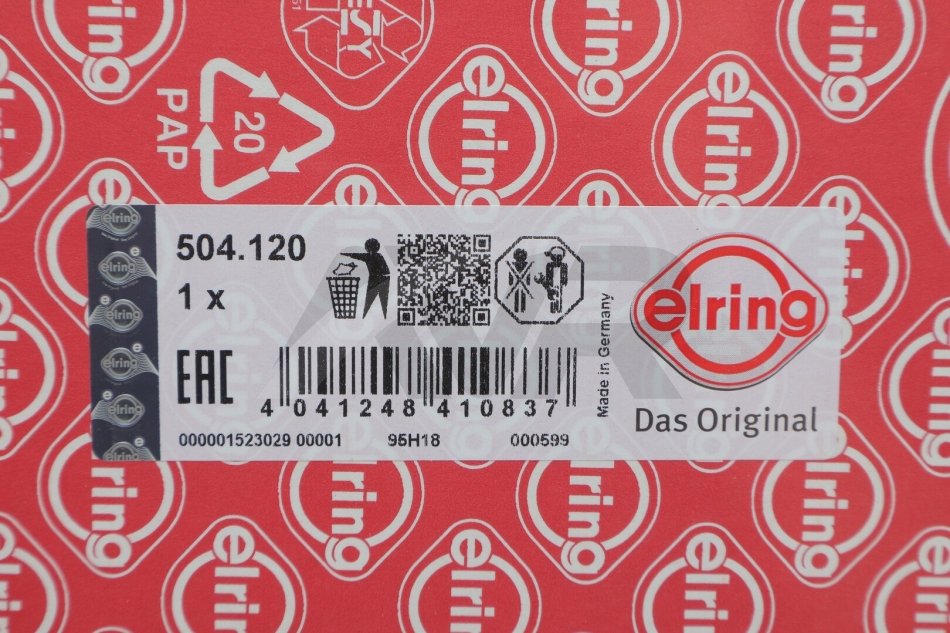 20
PAP
elring
504.120
1 x
EAC
4 041248 410837
000001523029 00001
95H18
000599
Made in Germany
elring
Das Original